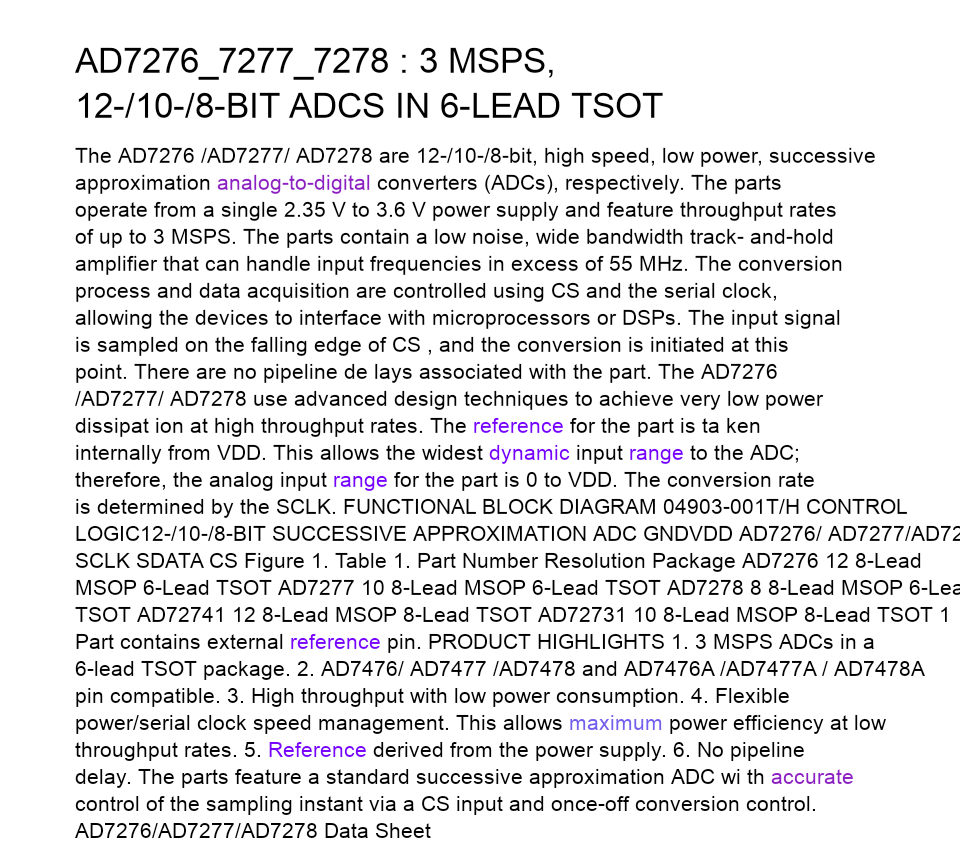 AD7276_7277_7278 : 3 MSPS,
12-/10-/8-BIT ADCS IN 6-LEAD TSOT
The AD7276 /AD7277/ AD7278 are 12-/10-/8-bit, high speed, low power, successive
approximation analog-to-digital converters (ADCs), respectively. The parts
operate from a single 2.35 V to 3.6 V power supply and feature throughput rates
of up to 3 MSPS. The parts contain a low noise, wide bandwidth track- and-hold
amplifier that can handle input frequencies in excess of 55 MHz. The conversion
process and data acquisition are controlled using CS and the serial clock,
allowing the devices to interface with microprocessors or DSPs. The input signal
is sampled on the falling edge of CS , and the conversion is initiated at this
point. There are no pipeline de lays associated with the part. The AD7276
/AD7277/ AD7278 use advanced design techniques to achieve very low power
dissipat ion at high throughput rates. The reference for the part is ta ken
internally from VDD. This allows the widest dynamic input range to the ADC;
therefore, the analog input range for the part is 0 to VDD. The conversion rate
is determined by the SCLK. FUNCTIONAL BLOCK DIAGRAM 04903-001T/H CONTROL
LOGIC12-/10-/8-BIT SUCCESSIVE APPROXIMATION ADC GNDVDD AD7276/ AD7277/AD72
SCLK SDATA CS Figure 1. Table 1. Part Number Resolution Package AD7276 12 8-Lead
MSOP 6-Lead TSOT AD7277 10 8-Lead MSOP 6-Lead TSOT AD7278 8 8-Lead MSOP 6-Lea
TSOT AD72741 12 8-Lead MSOP 8-Lead TSOT AD72731 10 8-Lead MSOP 8-Lead TSOT 1
Part contains external reference pin. PRODUCT HIGHLIGHTS 1. 3 MSPS ADCs in a
6-lead TSOT package. 2. AD7476/ AD7477 /AD7478 and AD7476A /AD7477A / AD7478A
pin compatible. 3. High throughput with low power consumption. 4. Flexible
power/serial clock speed management. This allows maximum power efficiency at low
throughput rates. 5. Reference derived from the power supply. 6. No pipeline
delay. The parts feature a standard successive approximation ADC wi th accurate
control of the sampling instant via a CS input and once-off conversion control.
AD7276/AD7277/AD7278 Data Sheet